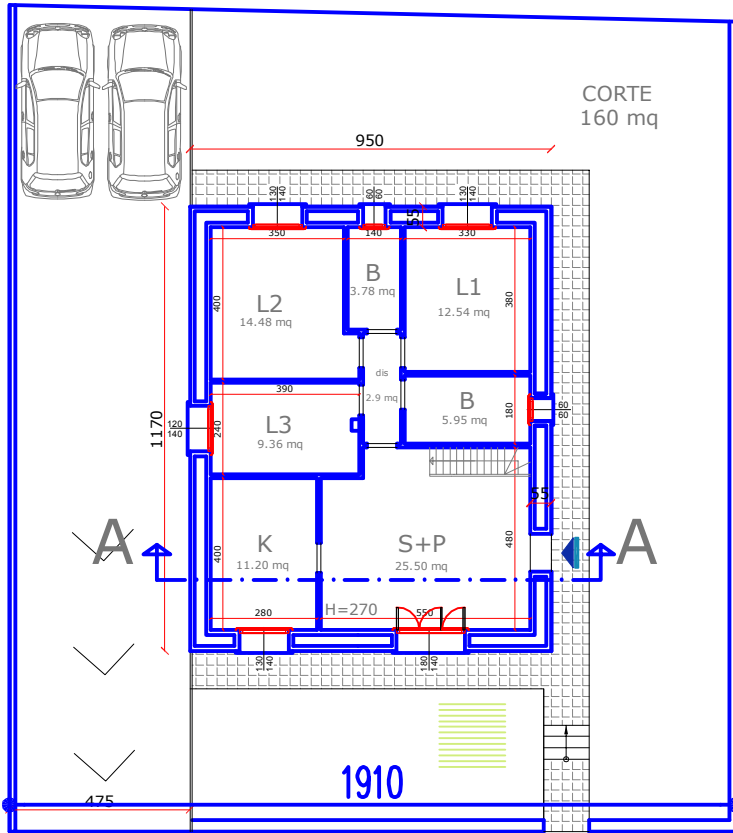 CORTE
160 mq
950
130
140
60
60
130
140
55
350
140
330
B
3.78 mq
L2
14.48 mq
L1
12.54 mq
400
380
dis
2.9 mq
390
B
5.95 mq
180
60
60
120
140
240
L3
9.36 mq
1170
55
A
K
11.20 mq
S+P
25.50 mq
A
400
480
280
H=270
550
130
140
180
140
1910
475